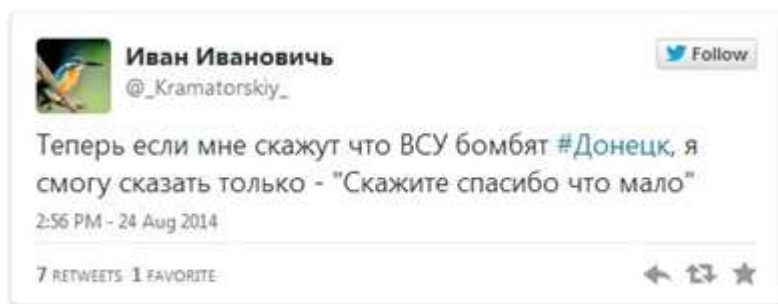 Иван Ивановичь
Follow
@_Kramatorskiy_
Теперь если мне скажут что ВСУ бомбят #Донецк, я
смогу сказать только - "Скажите спасибо что мало"
2:56 PM - 24 Aug 2014
7 RETWEETS 1 FAVORITE